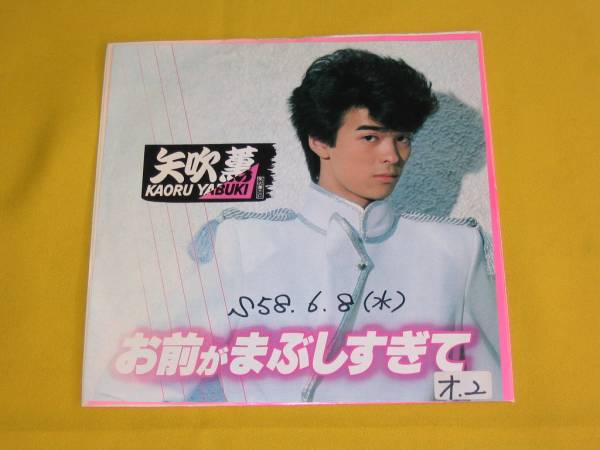 矢吹薫
KAORU YABUKI
S58.6.8(水)
お前がまぶしすぎて
オ.2